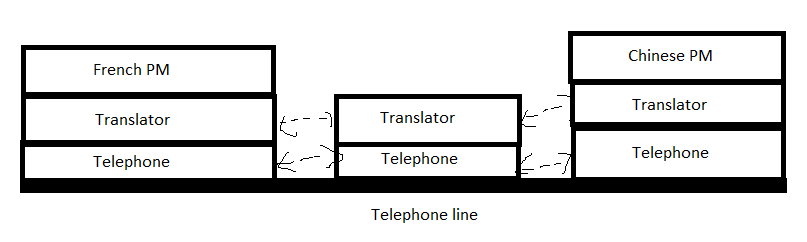 French PM
Chinese PM
Translator
Translator
Translator
Telephone
Telephone
Telephone
Telephone line